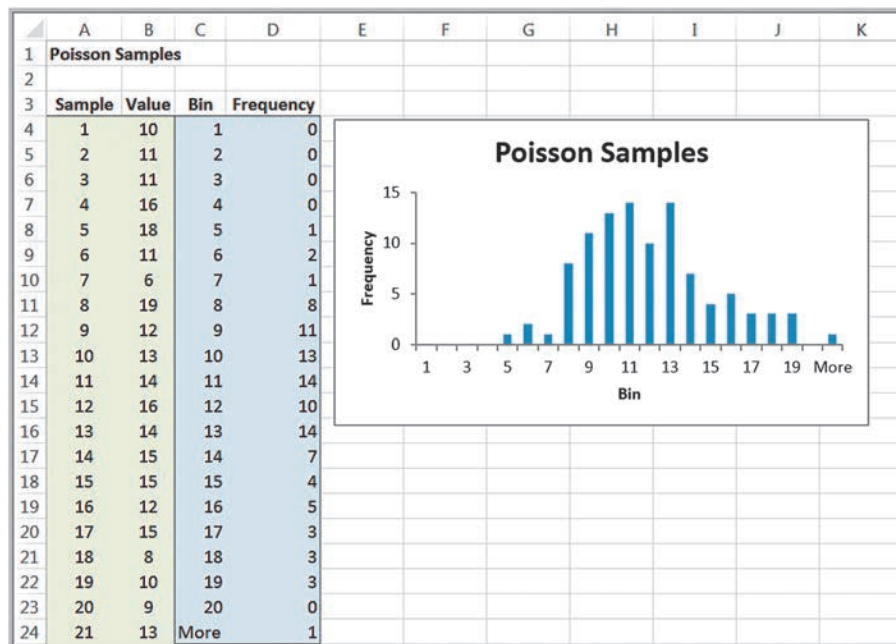 A B C D E F G H I J K
1 Poisson Samples
2
3 Sample Value Bin Frequency
4 1 10 1 0
5 2 11 2 0
6 3 11 3 0
7 4 16 4 0
8 5 18 5 1
9 6 11 6 2
10 7 6 7 1
11 8 19 8 8
12 9 12 9 11
13 10 13 10 13
14 11 14 11 14
15 12 16 12 10
16 13 14 13 14
17 14 15 14 7
18 15 15 15 4
19 16 12 16 5
20 17 15 17 3
21 18 8 18 3
22 19 10 19 3
23 20 9 20 0
24 21 13 More 1
Poisson Samples
Frequency
15
10
5
0
1 3 5 7 9 11 13 15 17 19 More
Bin